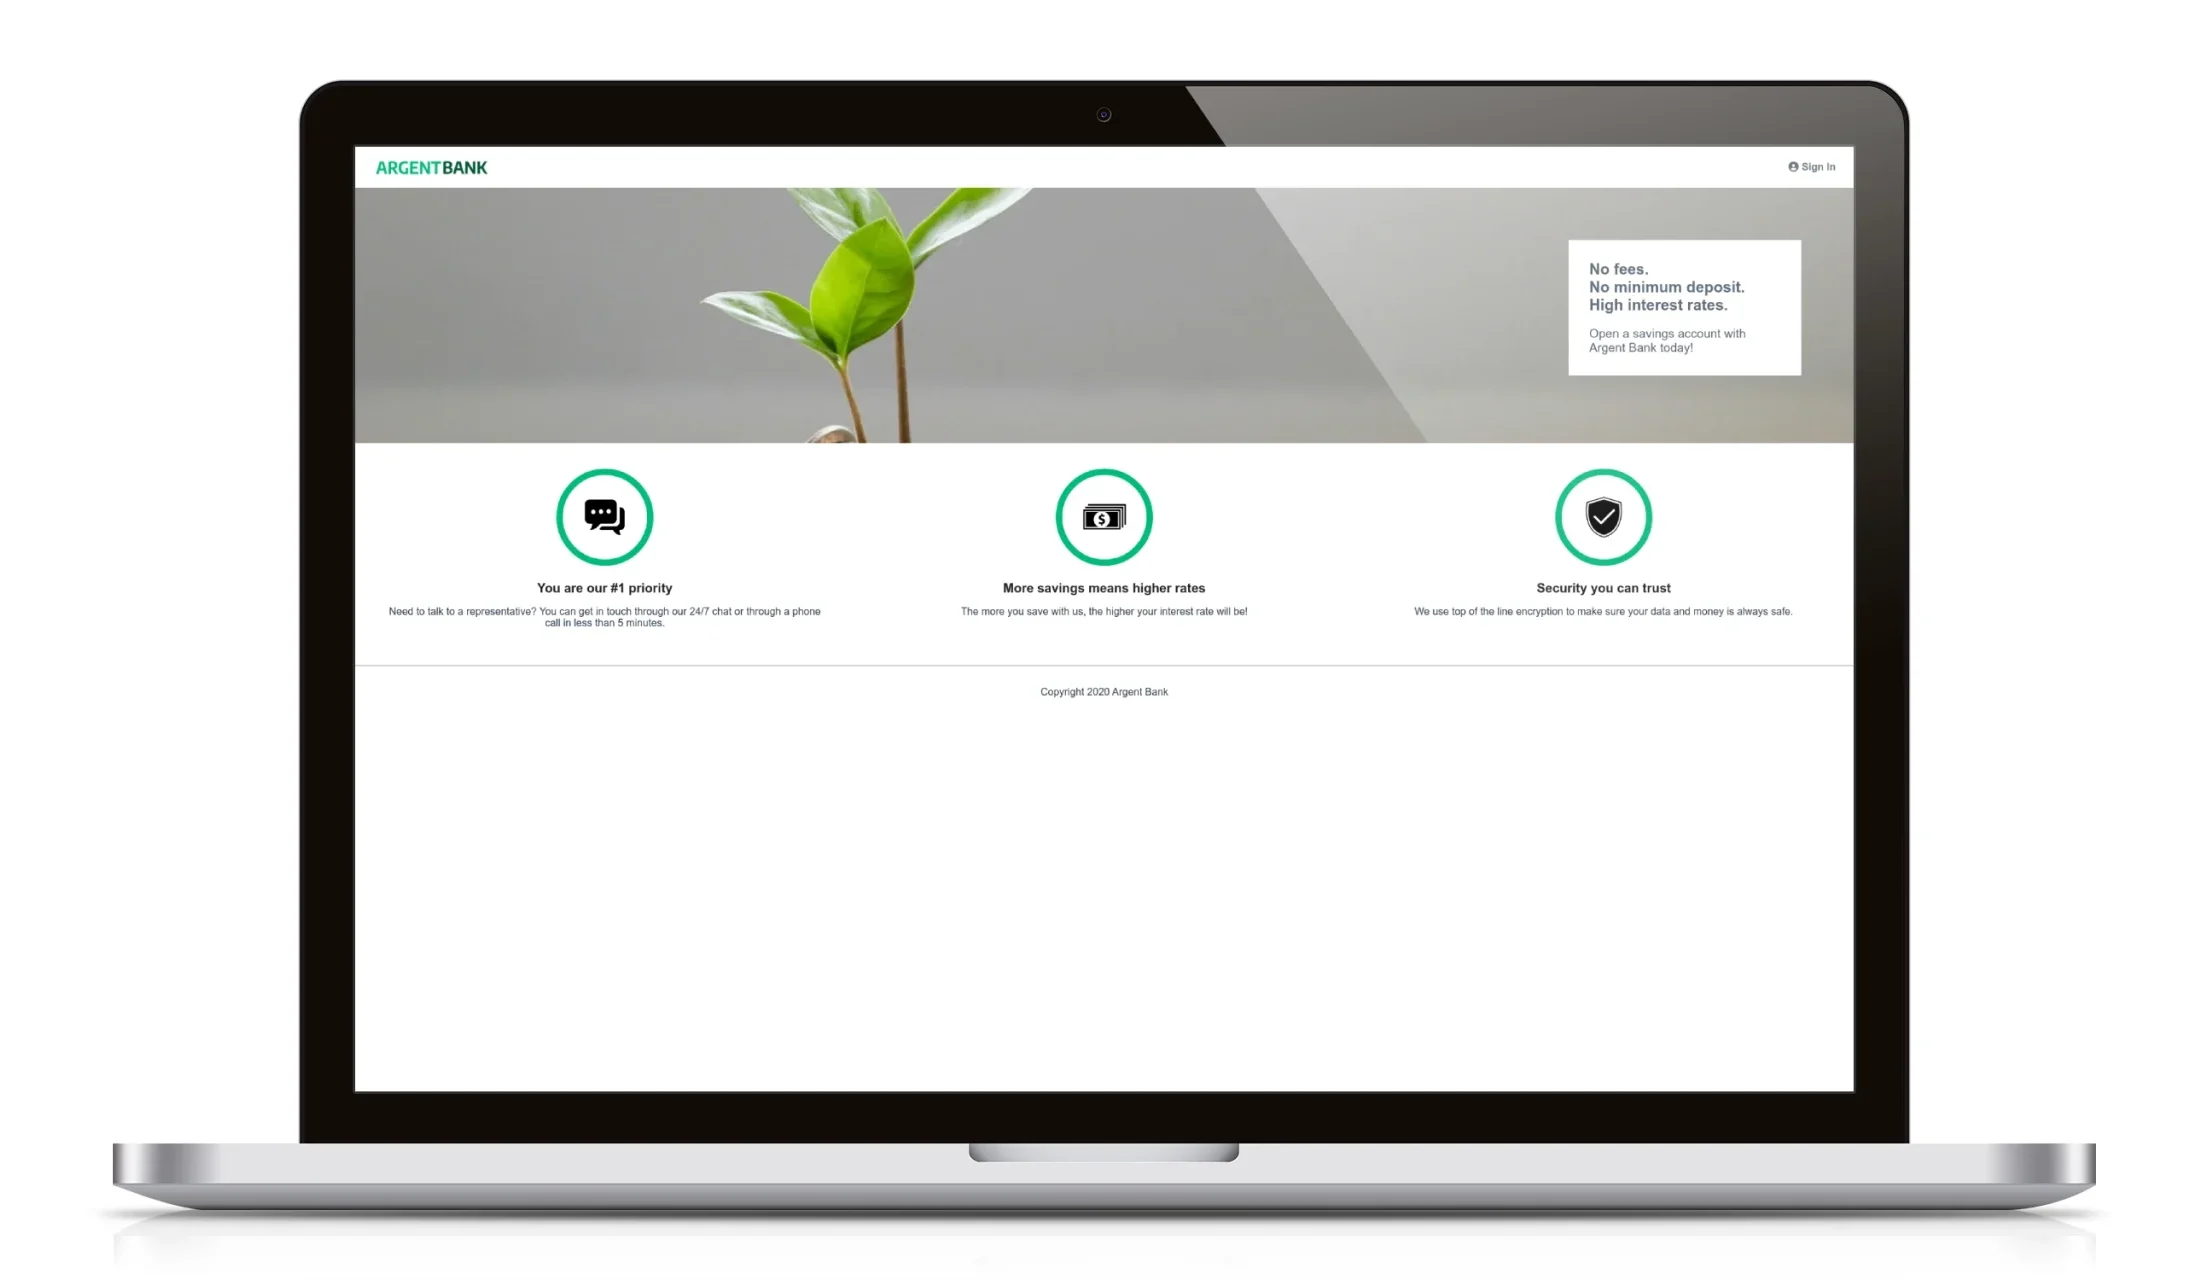 ARGENTBANK
Sign In
No fees.
No minimum deposit.
High interest rates.
Open a savings account with
Argent Bank today!
You are our #1 priority
Need to talk to a representative? You can get in touch through our 24/7 chat or through a phone
call in less than 5 minutes.
More savings means higher rates
The more you save with us, the higher your interest rate will be!
Security you can trust
We use top of the line encryption to make sure your data and money is always safe.
Copyright 2020 Argent Bank